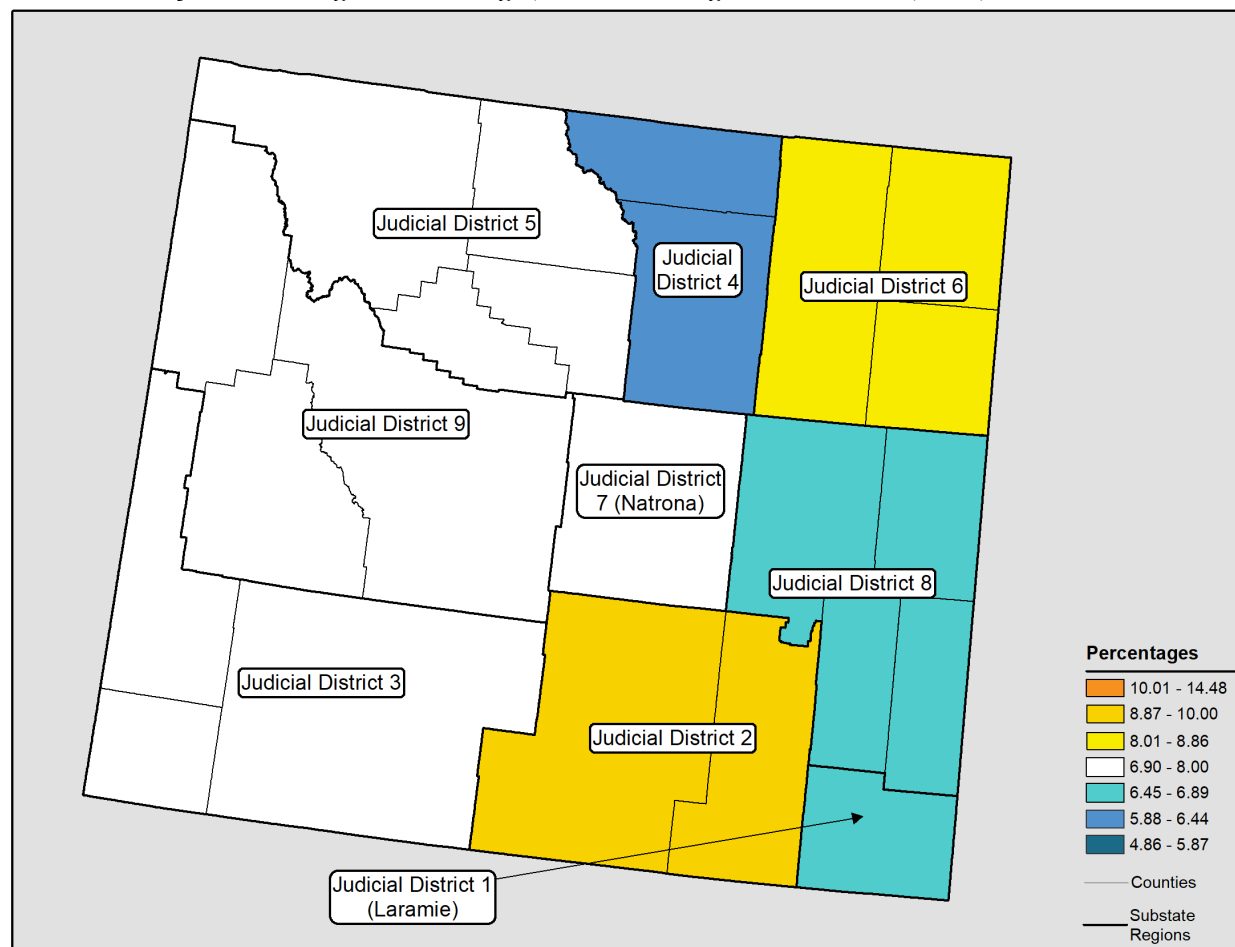 Judicial District 5
Judicial
District 4
Judicial District 6
Judicial District 9
Judicial District
7 (Natrona)
Judicial District 8
Judicial District 3
Judicial District 2
Judicial District 1
(Laramie)
Percentages
10.01 - 14.48
8.87 - 10.00
8.01 - 8.86
6.90 - 8.00
6.45 - 6.89
5.88 - 6.44
4.86 - 5.87
Counties
Substate
Regions